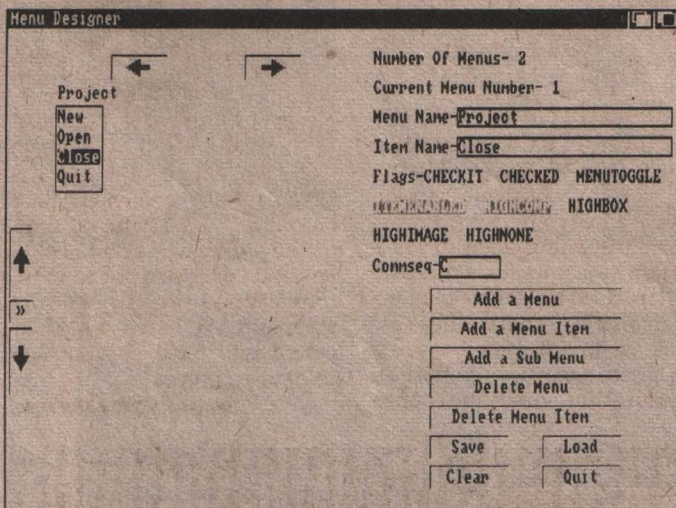 Menu Designer
Project
New
Open
Close
Quit
»
Number Of Menus- 2
Current Menu Number- 1
Menu Name-Project
Item Name-Close
Flags-CHECKIT CHECKED MENUTOGGLE
ITEMENABLED HIGHCOMP HIGHBOX
HIGHIMAGE HIGHNONE
Commseq-C
Add a Menu
Add a Menu Item
Add a Sub Menu
Delete Menu
Delete Menu Item
Save Load
Clear Quit